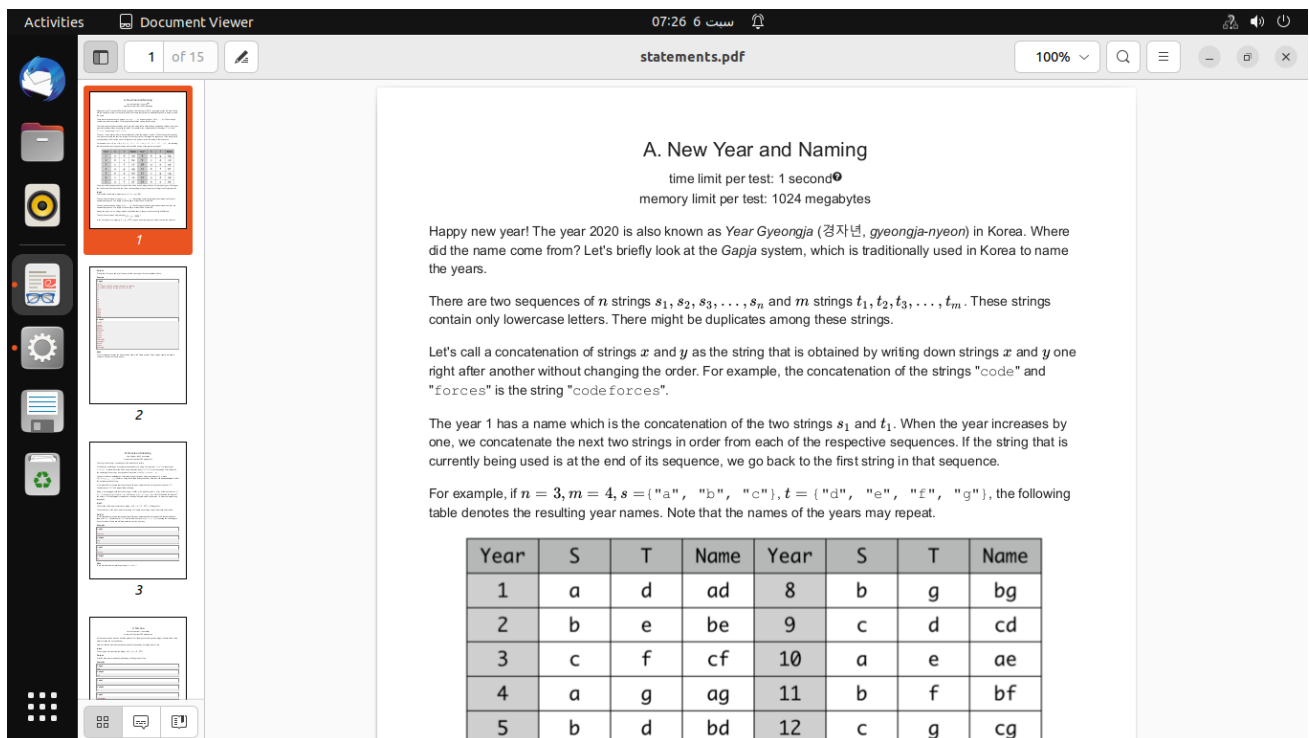 Activities Document Viewer 07:26 6 سبت
1 of 15 statements.pdf 100%
A. New Year and Naming
time limit per test: 1 second
memory limit per test: 1024 megabytes
Happy new year! The year 2020 is also known as Year Gyeongja (경자년, gyeongja-nyeon) in Korea. Where
did the name come from? Let's briefly look at the Gapja system, which is traditionally used in Korea to name
the years.
There are two sequences of n strings s1, s2, s3, . . . , sn and m strings t1, t2, t3, . . . , tm. These strings
contain only lowercase letters. There might be duplicates among these strings.
Let's call a concatenation of strings x and y as the string that is obtained by writing down strings x and y one
right after another without changing the order. For example, the concatenation of the strings "code" and
"forces" is the string "codeforces".
The year 1 has a name which is the concatenation of the two strings s1 and t1. When the year increases by
one, we concatenate the next two strings in order from each of the respective sequences. If the string that is
currently being used is at the end of its sequence, we go back to the first string in that sequence.
For example, if n = 3, m = 4, s ={"a", "b", "c"}, t = {"d", "e", "f", "g"}, the following
table denotes the resulting year names. Note that the names of the years may repeat.
Year S T Name Year S T Name
1 a d ad 8 b g bg
2 b e be 9 c d cd
3 c f cf 10 a e ae
4 a g ag 11 b f bf
5 b d bd 12 c g cg
1
2
3